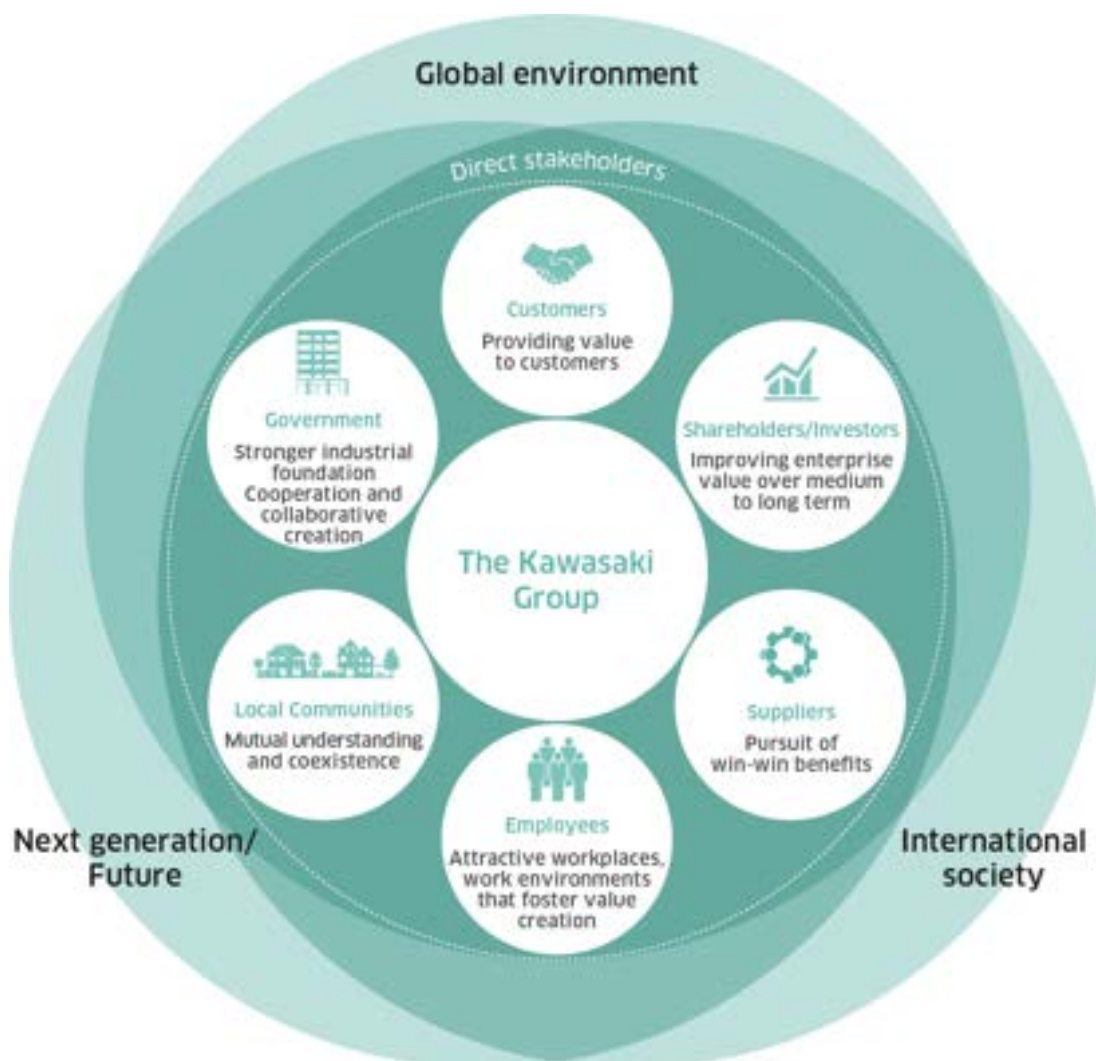 Global environment
Direct stakeholders
Customers
Providing value
to customers
Government
Stronger industrial
foundation
Cooperation and
collaborative
creation
Shareholders/Investors
Improving enterprise
value over medium
to long term
The Kawasaki
Group
Local Communities
Mutual understanding
and coexistence
Suppliers
Pursuit of
win-win benefits
Employees
Attractive workplaces,
work environments
that foster value
creation
Next generation/
Future
International
society